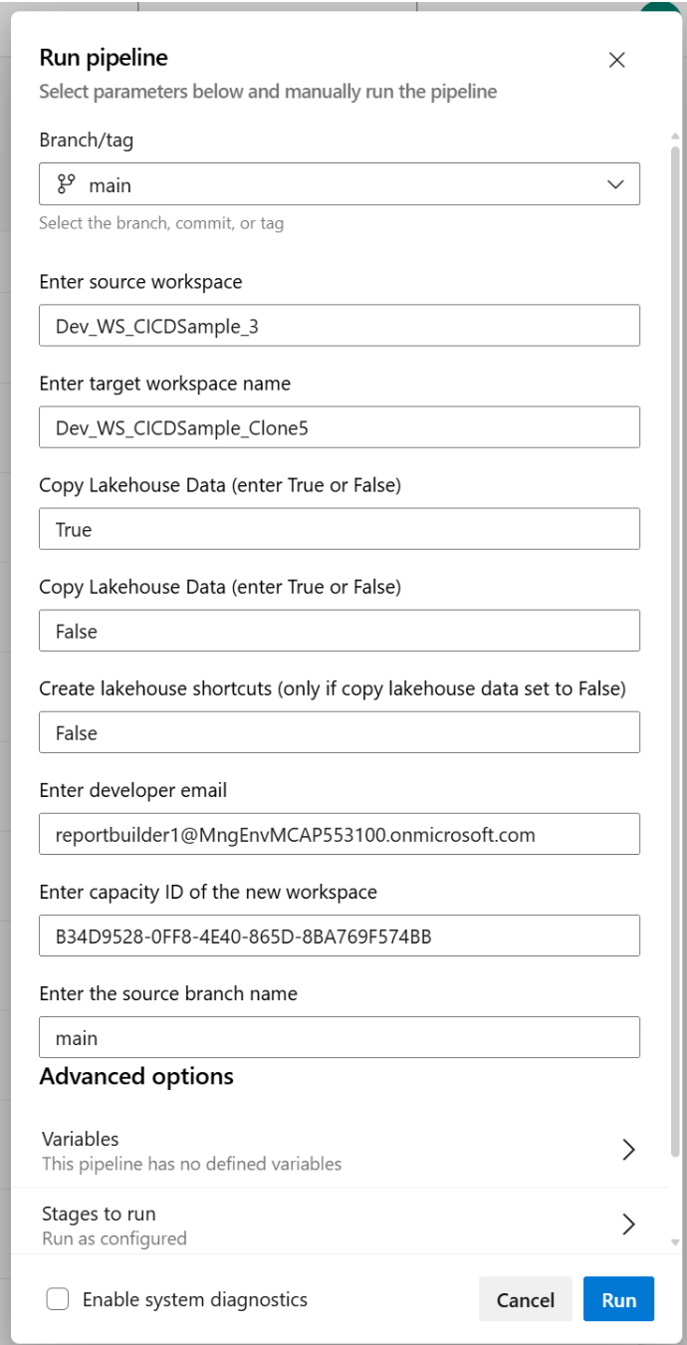 Run pipeline
Select parameters below and manually run the pipeline
Branch/tag
main
Select the branch, commit, or tag
Enter source workspace
Dev_WS_CICDSample_3
Enter target workspace name
Dev_WS_CICDSample_Clone5
Copy Lakehouse Data (enter True or False)
True
Copy Lakehouse Data (enter True or False)
False
Create lakehouse shortcuts (only if copy lakehouse data set to False)
False
Enter developer email
reportbuilder1@MngEnvMCAP553100.onmicrosoft.com
Enter capacity ID of the new workspace
B34D9528-0FF8-4E40-865D-8BA769F574BB
Enter the source branch name
main
Advanced options
Variables
This pipeline has no defined variables
Stages to run
Run as configured
Enable system diagnostics
Cancel
Run